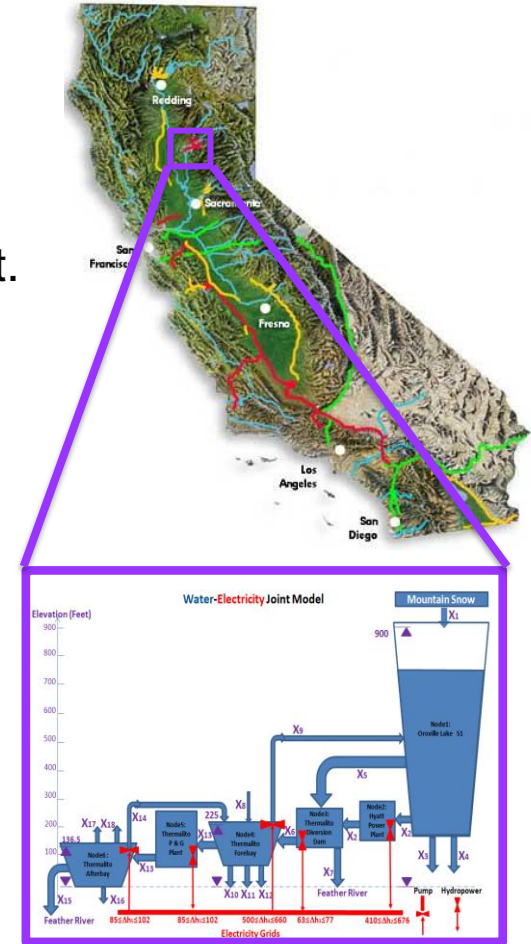 Redding
Sacramento
San
Francisco
t.
Fresno
Los
Angeles
San
Diego
Water-Electricity Joint Model
Mountain Snow
Elevation (Feet)
X1
900
900
800
700
600
500
400
300
200
100
Node1:
Oroville Lake S1
X9
X5
X14
X8
X17 X18
225
136.5
Node5:
Thermalito
P & G
Plant
X13
Node4:
Thermalito
Forebay
X6
Node3:
Thermalito
Diversion
Dam
X2
Node2:
Hyatt
Power
Plant
X2
Node6:
Thermalito
Afterbay
X13
X3
X4
X7
X15
X16
X10 X11 X12
Feather River
Feather River
Pump
Hydropower
85≤Δh≤102
85≤Δh≤102
500≤Δh≤660
63≤Δh≤77
410≤Δh≤676
Electricity Grids